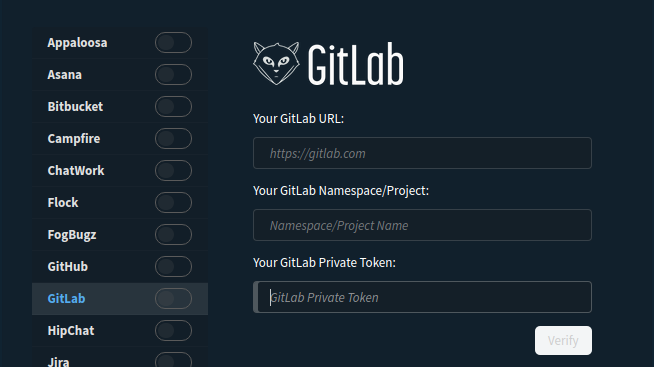 Appaloosa
Asana
Bitbucket
Campfire
ChatWork
Flock
FogBugz
GitHub
GitLab
HipChat
Jira
GitLab
Your GitLab URL:
https://gitlab.com
Your GitLab Namespace/Project:
Namespace/Project Name
Your GitLab Private Token:
GitLab Private Token
Verify